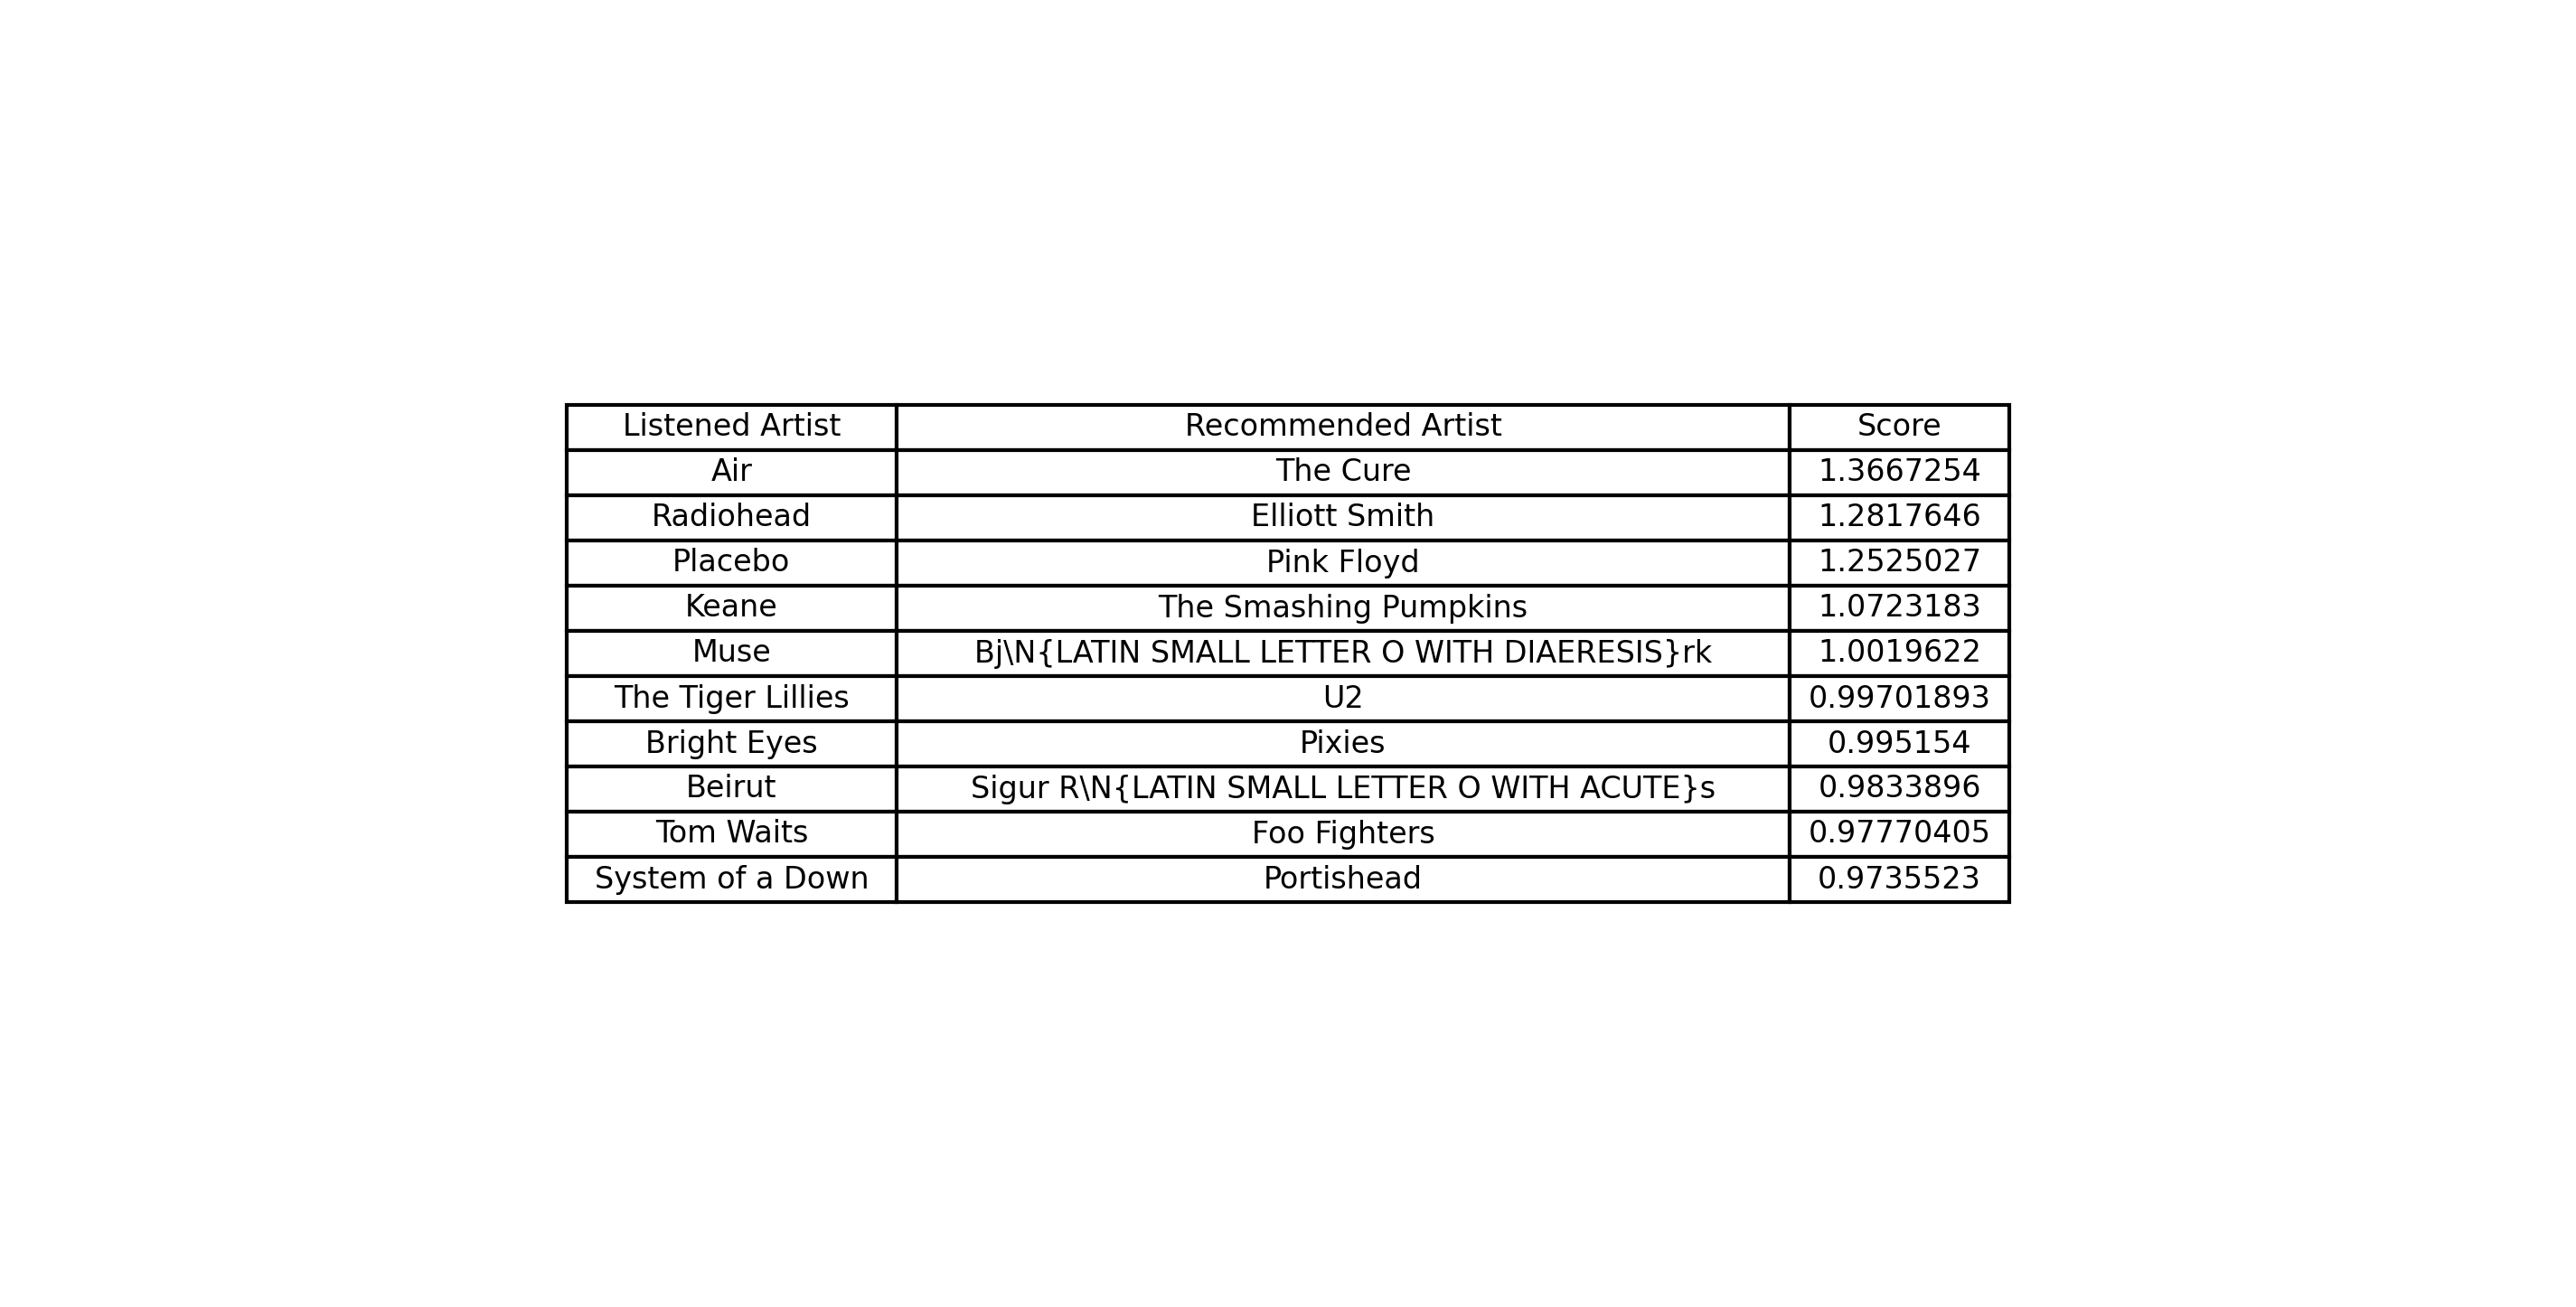 Listened Artist Recommended Artist Score
Air The Cure 1.3667254
Radiohead Elliott Smith 1.2817646
Placebo Pink Floyd 1.2525027
Keane The Smashing Pumpkins 1.0723183
Muse Bj\N{LATIN SMALL LETTER O WITH DIAERESIS}rk 1.0019622
The Tiger Lillies U2 0.99701893
Bright Eyes Pixies 0.995154
Beirut Sigur R\N{LATIN SMALL LETTER O WITH ACUTE}s 0.9833896
Tom Waits Foo Fighters 0.97770405
System of a Down Portishead 0.9735523